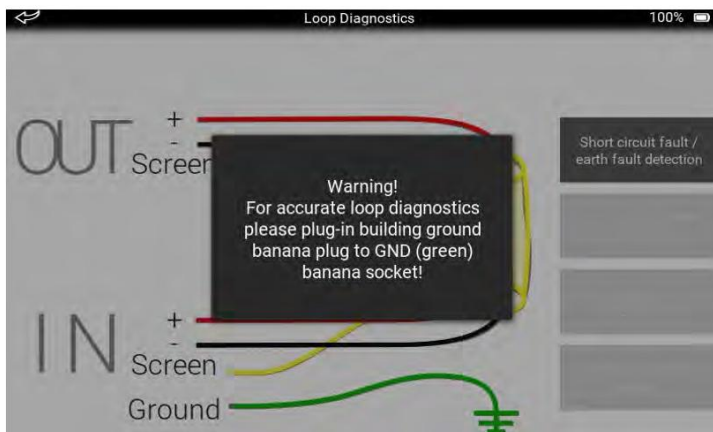 Loop Diagnostics
100%
OUT
+
-
Screen
Short circuit fault /
earth fault detection
Warning!
For accurate loop diagnostics
please plug-in building ground
banana plug to GND (green)
banana socket!
IN
+
-
Screen
Ground